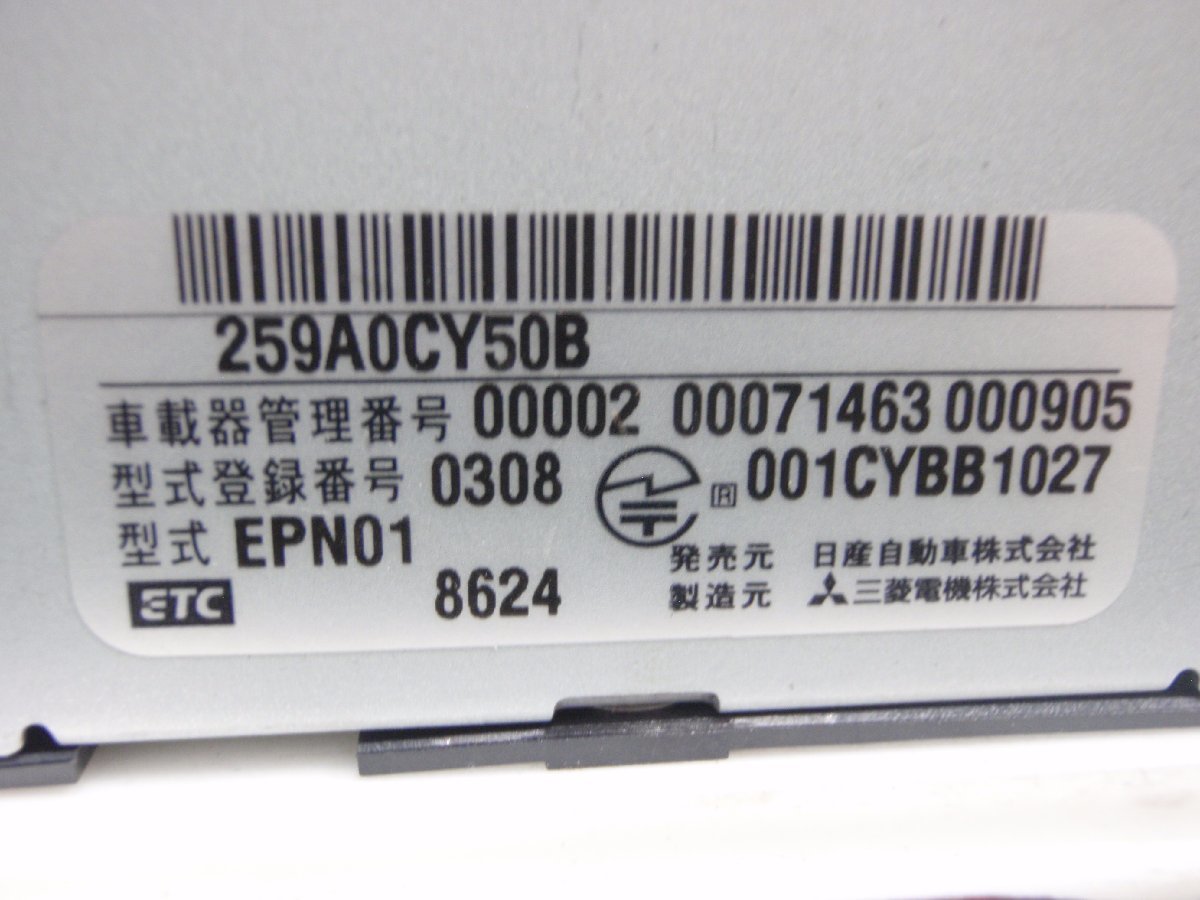 259A0CY50B
車載器管理番号 00002 00071463 000905
型式登録番号 0308 R 001CYBB1027
型式 EPN01
発売元 日産自動車株式会社
ETC 8624 製造元 三菱電機株式会社